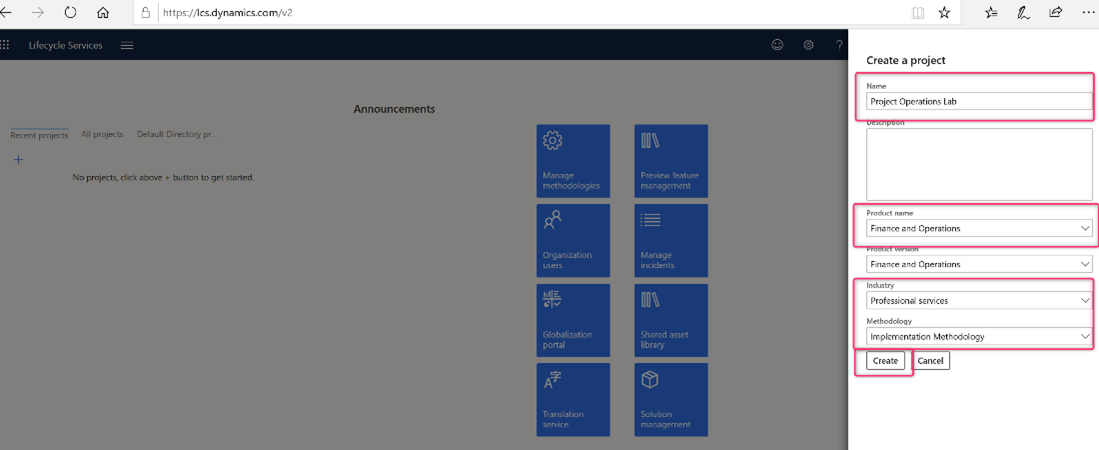 https://lcs.dynamics.com/v2
Lifecycle Services
?
Announcements
Recent projects
All projects
Default Directory pr...
+
No projects, click above + button to get started.
Manage
methodologies
Preview feature
management
Organization
users
Manage
incidents
Globalization
portal
Shared asset
library
Translation
service
Solution
management
Create a project
Name
Project Operations Lab
Description
Product name
Finance and Operations
Product version
Finance and Operations
Industry
Professional services
Methodology
Implementation Methodology
Create
Cancel